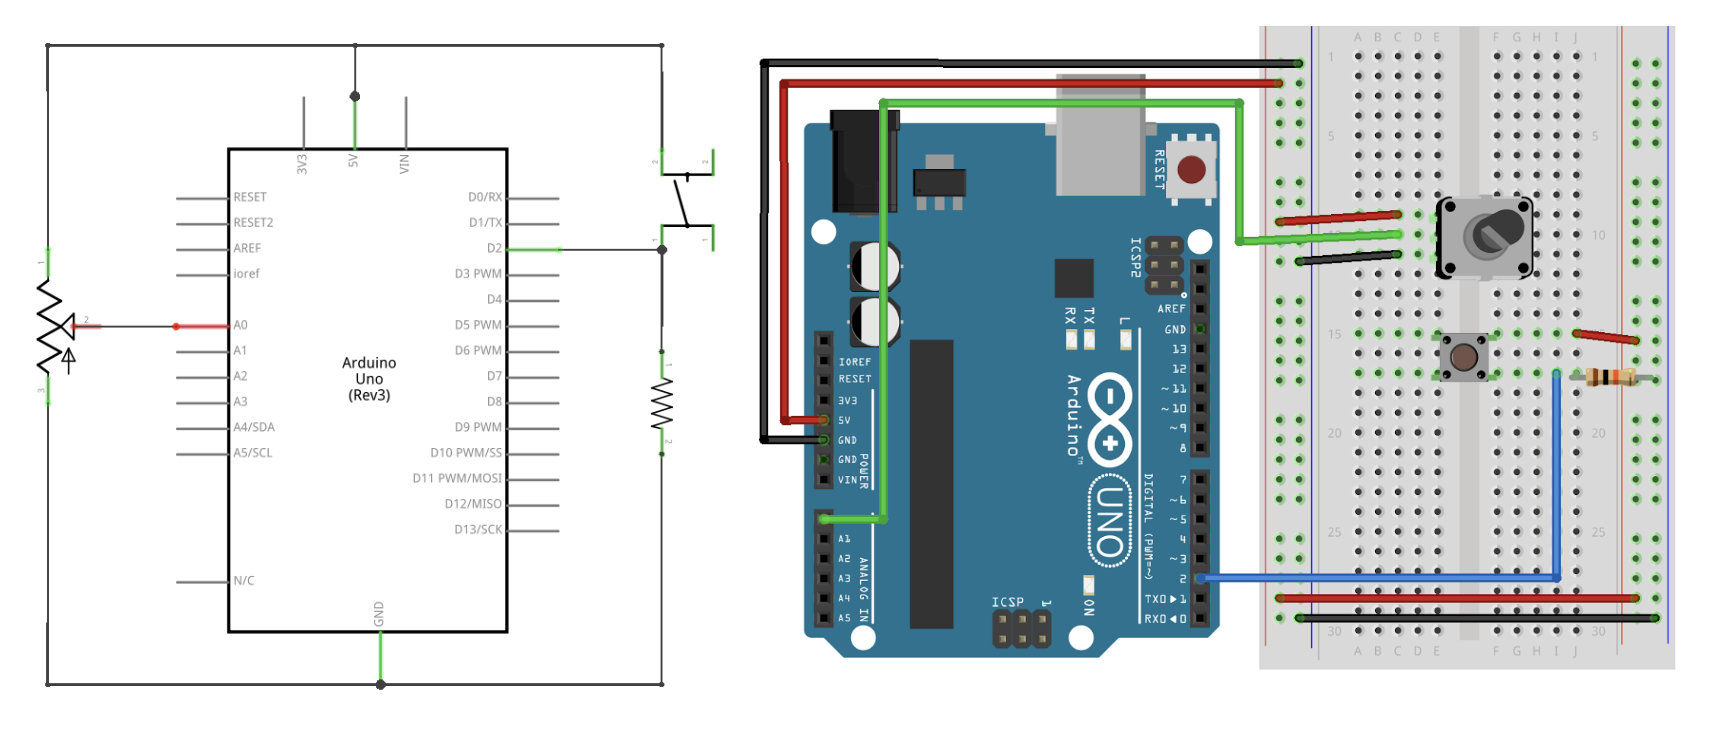 3V3
5V
VIN
RESET
RESET2
AREF
ioref
A0
A1
A2
A3
A4/SDA
A5/SCL
N/C
D0/RX
D1/TX
D2
D3 PWM
D4
D5 PWM
D6 PWM
D7
D8
D9 PWM
D10 PWM/SS
D11 PWM/MOSI
D12/MISO
D13/SCK
GND
Arduino
Uno
(Rev3)
1
2
3
2
2
1
1
1
2
RESET
ICSP2
IOREF
RESET
3V3
5V
GND
GND
VIN
POWER
A1
A2
A3
A4
A5
ANALOG IN
RX
TX
L
AREF
GND
13
12
~11
~10
~9
8
7
~6
~5
4
~3
2
TX0▶1
RX0◀0
DIGITAL (PWM=~)
Arduino™
UNO
ON
ICSP
1
A B C D E F G H I J
1 1
5 5
10 10
15 15
20 20
25 25
30 30
A B C D E F G H I J